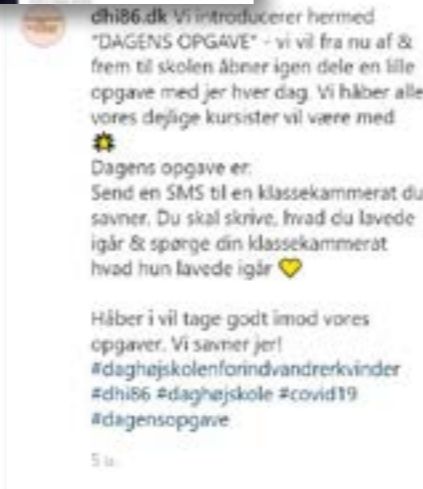 dhi86.dk Vi introducerer hermed
"DAGENS OPGAVE" - vi vil fra nu af &
frem til skolen åbner igen dele en lille
opgave med jer hver dag. Vi håber alle
vores dejlige kursister vil være med
Dagens opgave er:
Send en SMS til en klassekammerat du
savner. Du skal skrive, hvad du lavede
igår & spørge din klassekammerat
hvad hun lavede igår 💛
Håber i vil tage godt imod vores
opgaver. Vi savner jer!
#daghøjskolenforindvandrerkvinder
#dhi86 #daghøjskole #covid19
#dagensopgave
5 u.